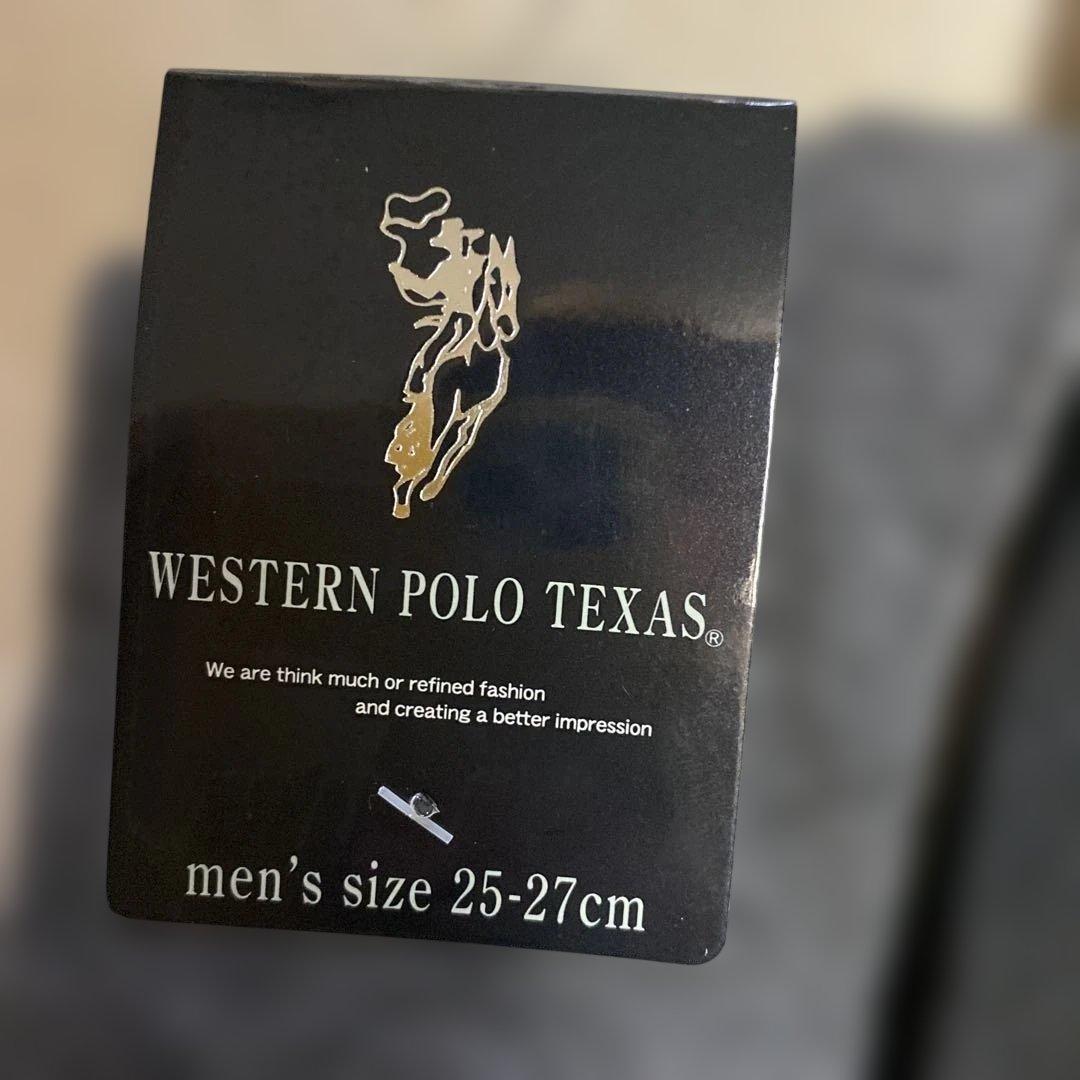 WESTERN POLO TEXAS®
We are think much or refined fashion
and creating a better impression
men's size 25-27cm